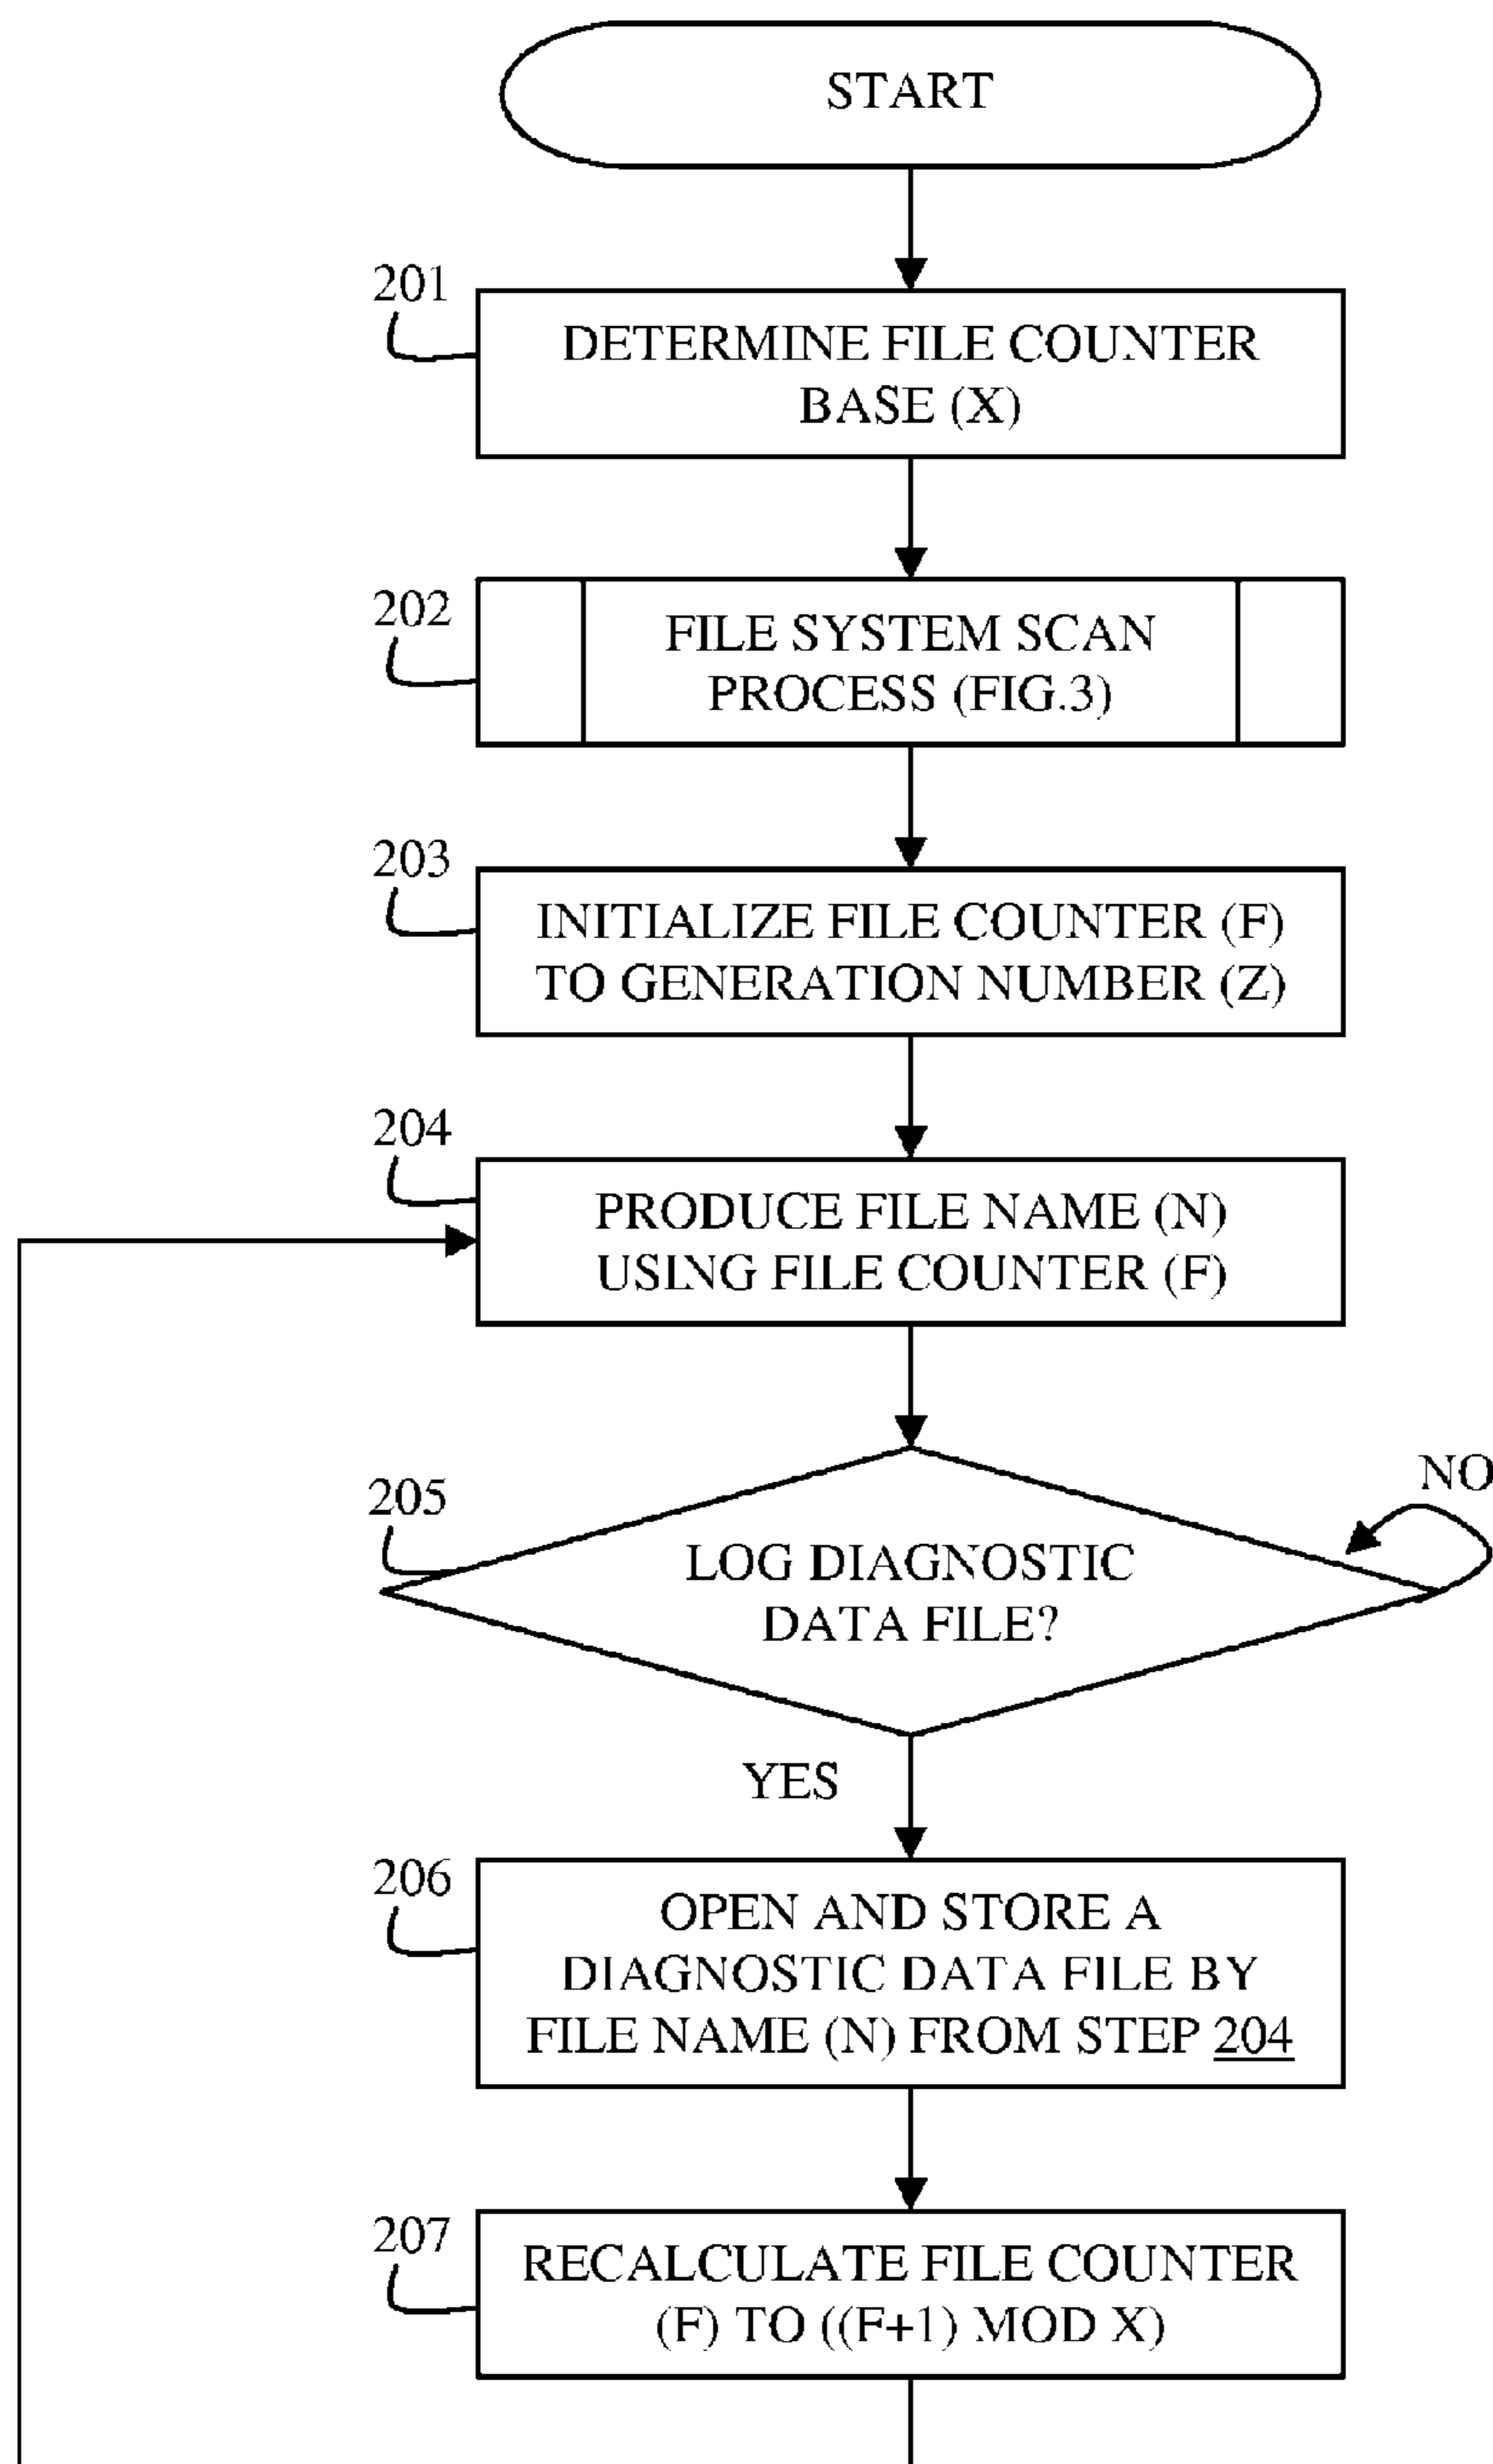 START
201
DETERMINE FILE COUNTER
BASE (X)
202
FILE SYSTEM SCAN
PROCESS (FIG.3)
203
INITIALIZE FILE COUNTER (F)
TO GENERATION NUMBER (Z)
204
PRODUCE FILE NAME (N)
USING FILE COUNTER (F)
205
NO
LOG DIAGNOSTIC
DATA FILE?
YES
206
OPEN AND STORE A
DIAGNOSTIC DATA FILE BY
FILE NAME (N) FROM STEP 204
207
RECALCULATE FILE COUNTER
(F) TO ((F+1) MOD X)